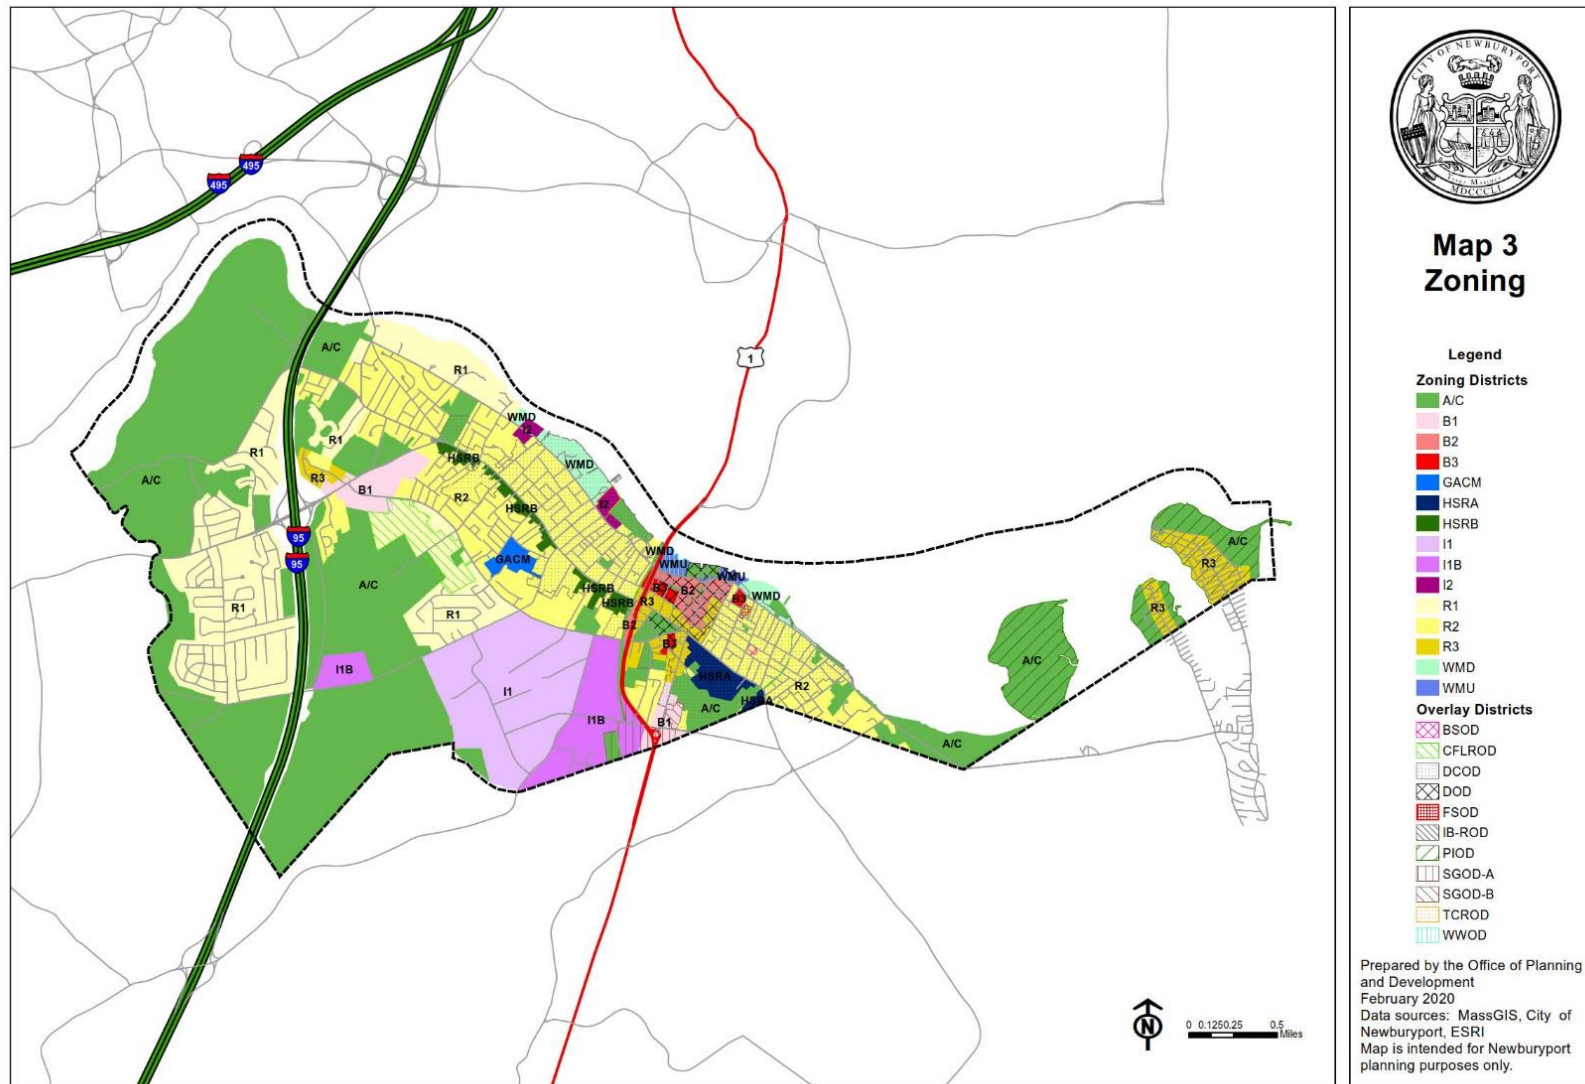 495
495
1
A/C
R1
WMD
I2
R1
R1
A/C
R3
B1
HSRB
WMD
R2
HSRB
I2
95
95
GACM
A/C
R1
R1
HSRB
HSRB
WMD
WMU
WMU
B3
B2
R3
B3
WMD
B2
B3
I1B
I1
HSRA
HSRA
R2
A/C
I1B
B1
A/C
A/C
R3
R3
A/C
N
0 0.1250.25 0.5
Miles
CITY OF NEWBURYPORT
TERRA MARIQUE
MDCCCLI
Map 3
Zoning
Legend
Zoning Districts
A/C
B1
B2
B3
GACM
HSRA
HSRB
I1
I1B
I2
R1
R2
R3
WMD
WMU
Overlay Districts
BSOD
CFLROD
DCOD
DOD
FSOD
IB-ROD
PIOD
SGOD-A
SGOD-B
TCROD
WWOD
Prepared by the Office of Planning
and Development
February 2020
Data sources: MassGIS, City of
Newburyport, ESRI
Map is intended for Newburyport
planning purposes only.